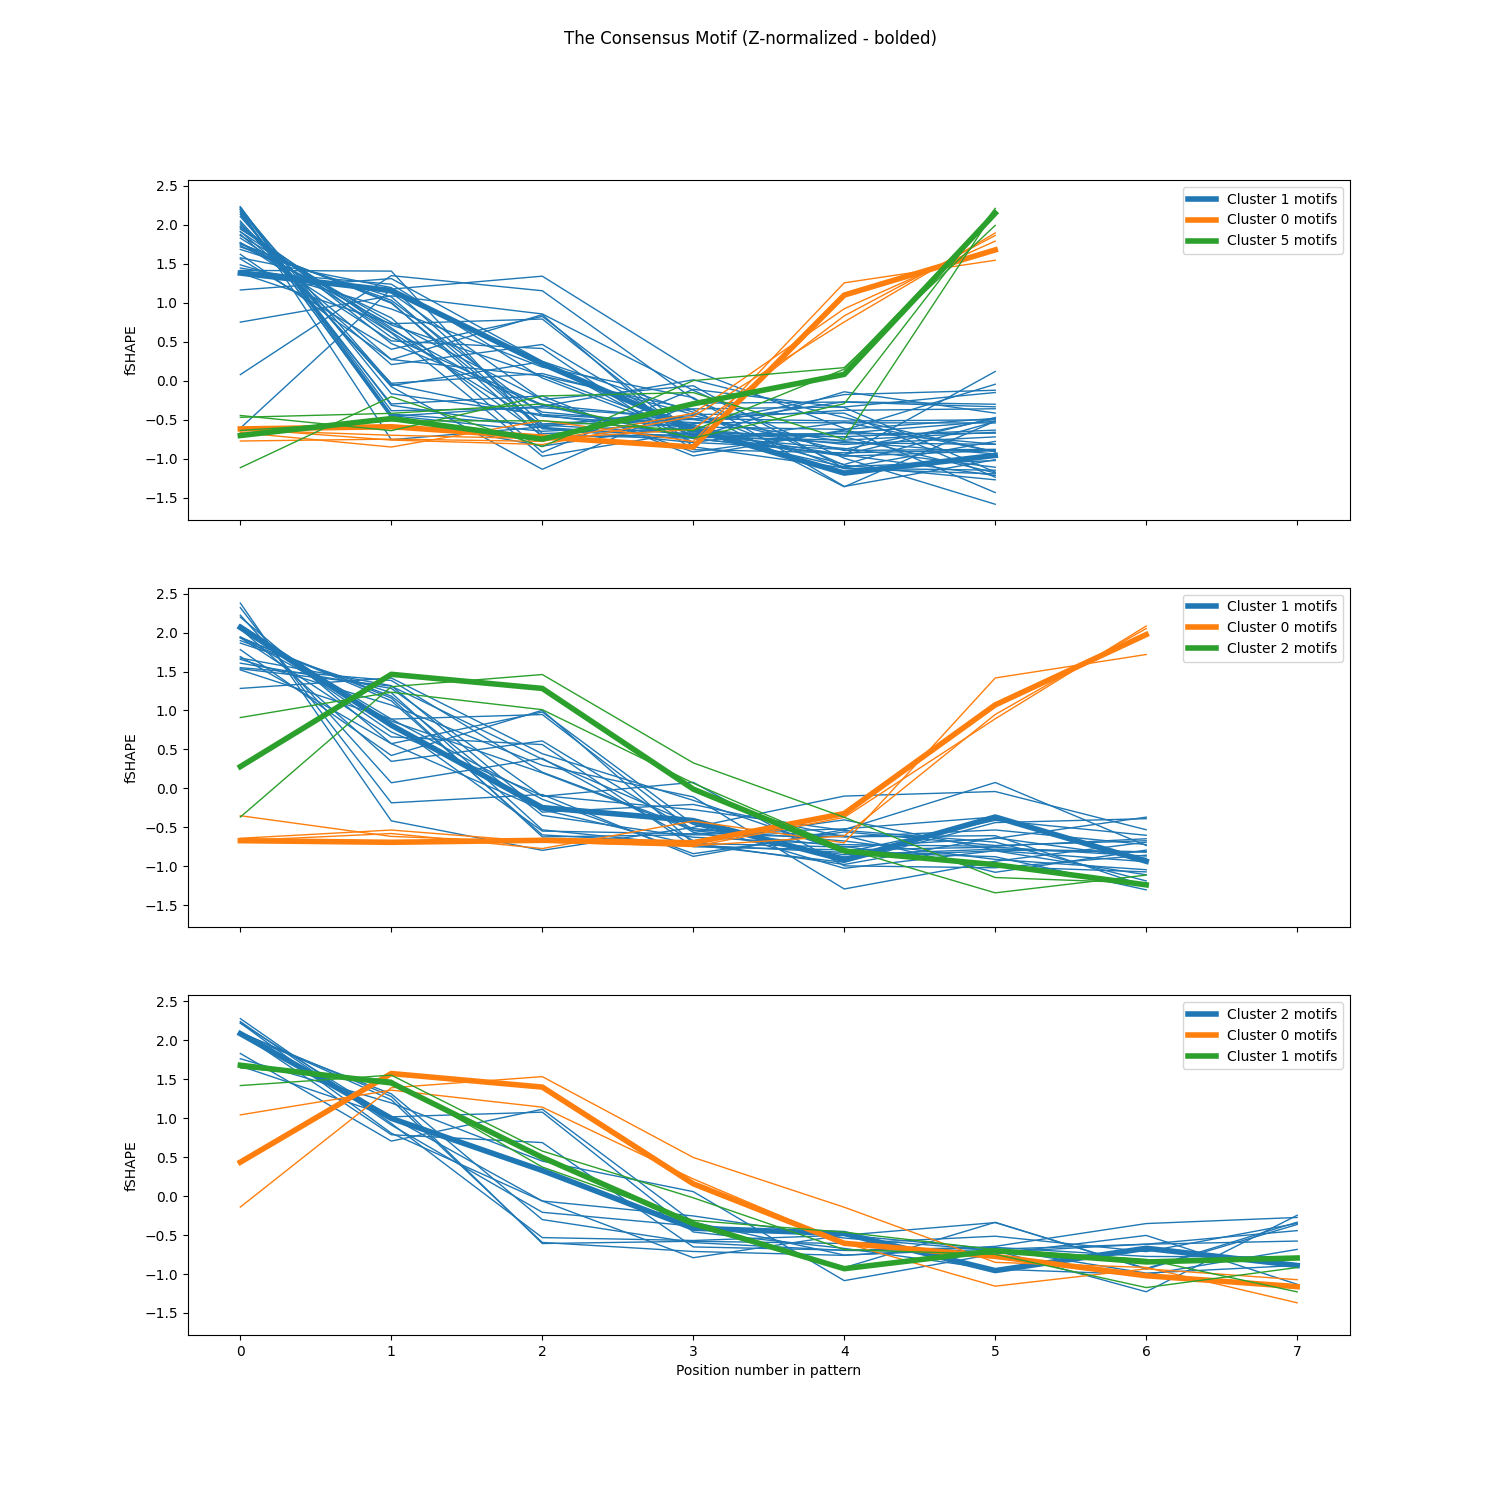 The Consensus Motif (Z-normalized - bolded)
2.5
2.0
1.5
1.0
0.5
0.0
−0.5
−1.0
−1.5
fSHAPE
Cluster 1 motifs
Cluster 0 motifs
Cluster 5 motifs
2.5
2.0
1.5
1.0
0.5
0.0
−0.5
−1.0
−1.5
fSHAPE
Cluster 1 motifs
Cluster 0 motifs
Cluster 2 motifs
2.5
2.0
1.5
1.0
0.5
0.0
−0.5
−1.0
−1.5
fSHAPE
Cluster 2 motifs
Cluster 0 motifs
Cluster 1 motifs
0 1 2 3 4 5 6 7
Position number in pattern